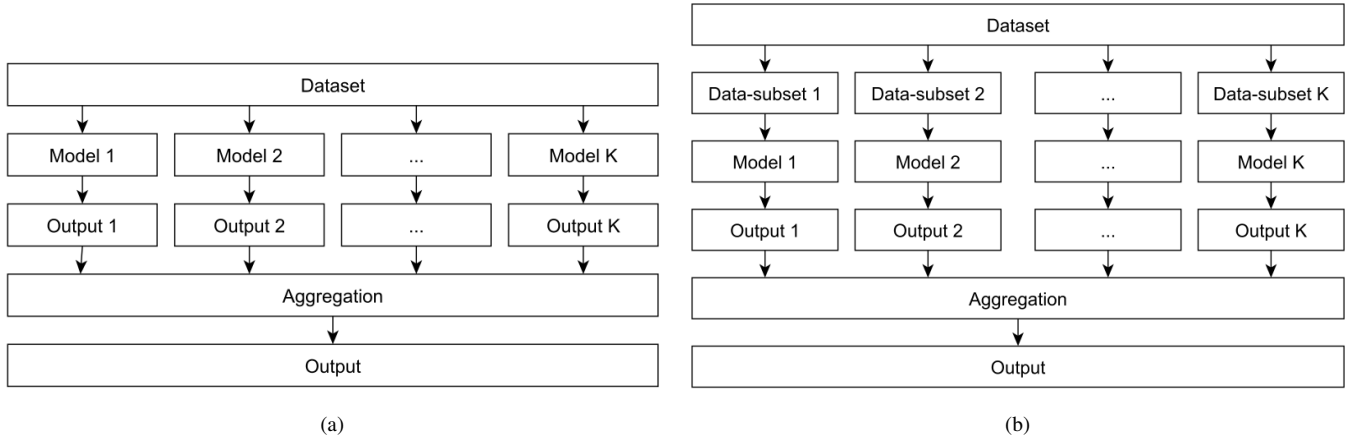 Dataset
Model 1
Model 2
...
Model K
Output 1
Output 2
...
Output K
Aggregation
Output
(a)
Dataset
Data-subset 1
Data-subset 2
...
Data-subset K
Model 1
Model 2
...
Model K
Output 1
Output 2
...
Output K
Aggregation
Output
(b)